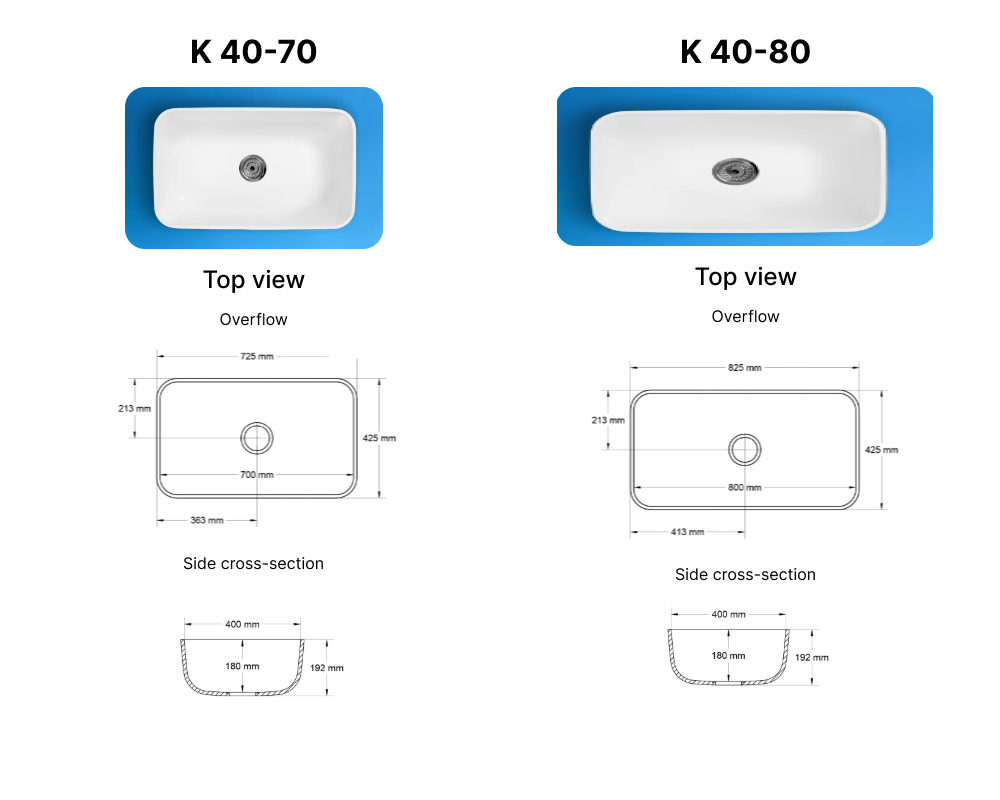 K 40-70
Top view
Overflow
725 mm
213 mm
425 mm
700 mm
363 mm
Side cross-section
400 mm
180 mm
192 mm
K 40-80
Top view
Overflow
825 mm
213 mm
425 mm
800 mm
413 mm
Side cross-section
400 mm
180 mm
192 mm